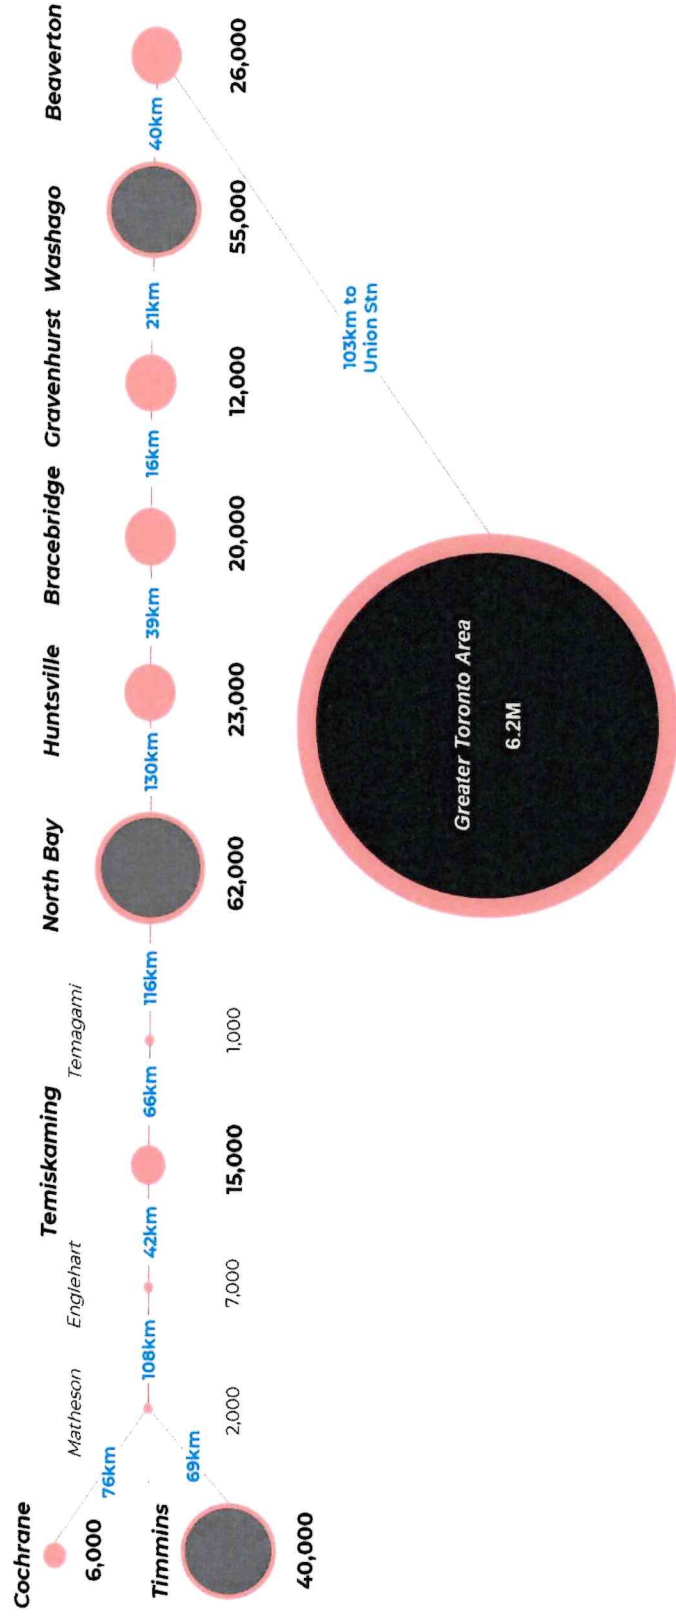 Cochrane
6,000
76km
Timmins
40,000
69km
Matheson
2,000
108km
Englehart
7,000
42km
Temiskaming
15,000
66km
Temagami
1,000
116km
North Bay
62,000
130km
Huntsville
23,000
39km
Bracebridge
20,000
16km
Gravenhurst
12,000
21km
Washago
55,000
40km
Beaverton
26,000
103km to
Union Stn
Greater Toronto Area
6.2M